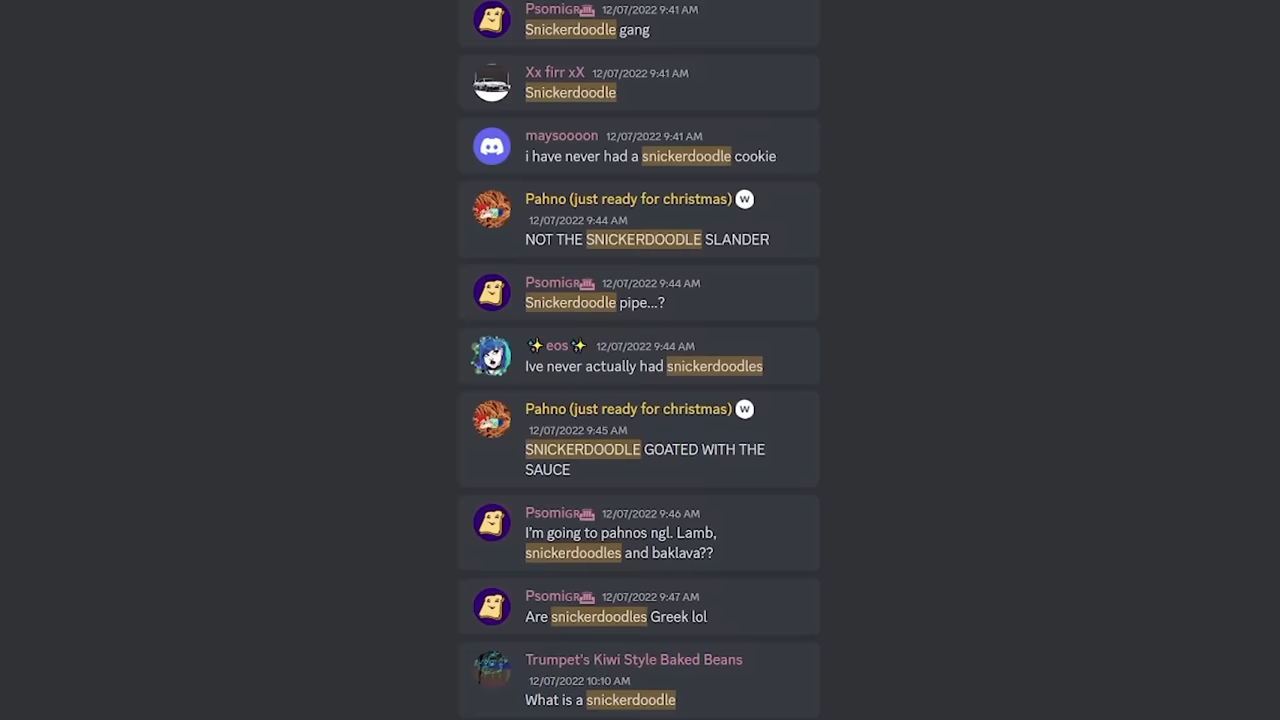 PsomiGR 12/07/2022 9:41 AM
Snickerdoodle gang
Xx firr xX 12/07/2022 9:41 AM
Snickerdoodle
maysoooon 12/07/2022 9:41 AM
i have never had a snickerdoodle cookie
Pahno (just ready for christmas) W
12/07/2022 9:44 AM
NOT THE SNICKERDOODLE SLANDER
PsomiGR 12/07/2022 9:44 AM
Snickerdoodle pipe...?
✨ eos ✨ 12/07/2022 9:44 AM
Ive never actually had snickerdoodles
Pahno (just ready for christmas) W
12/07/2022 9:45 AM
SNICKERDOODLE GOATED WITH THE
SAUCE
PsomiGR 12/07/2022 9:46 AM
I'm going to pahnos ngl. Lamb,
snickerdoodles and baklava??
PsomiGR 12/07/2022 9:47 AM
Are snickerdoodles Greek lol
Trumpet's Kiwi Style Baked Beans
12/07/2022 10:10 AM
What is a snickerdoodle